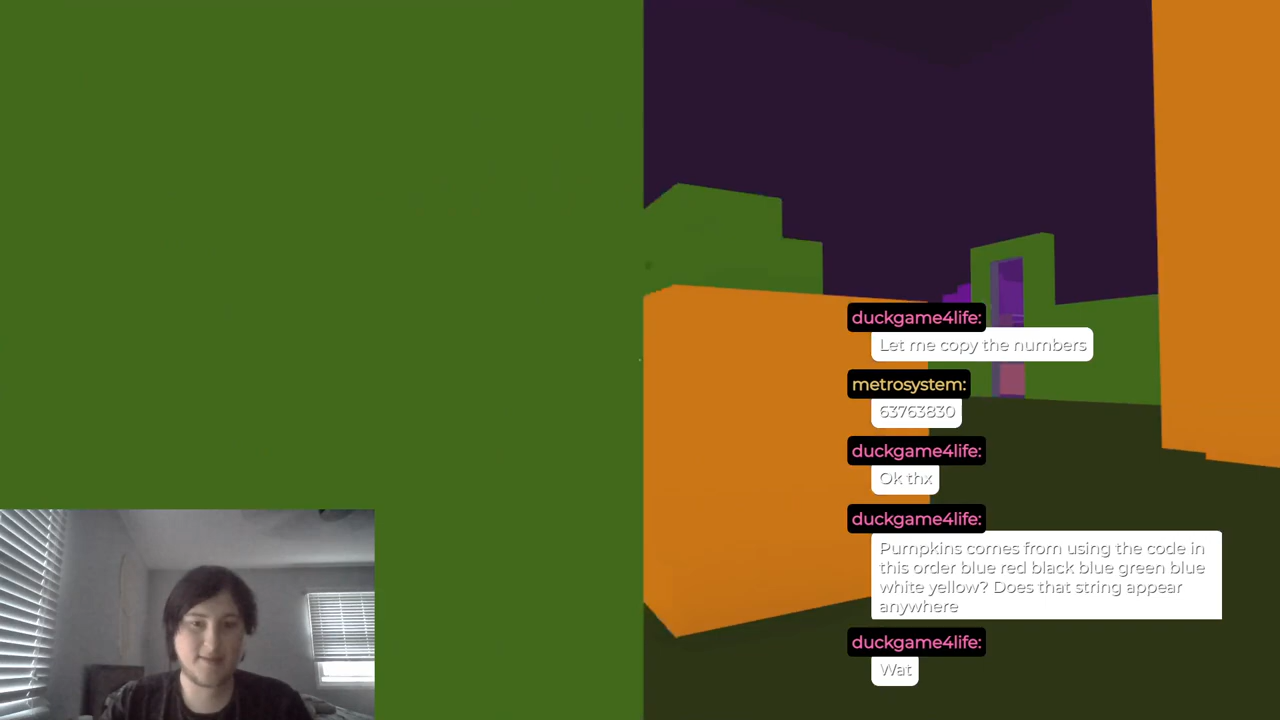 duckgame4life:
Let me copy the numbers
metrosystem:
63763830
duckgame4life:
Ok thx
duckgame4life:
Pumpkins comes from using the code in
this order blue red black blue green blue
white yellow? Does that string appear
anywhere
duckgame4life:
Wat